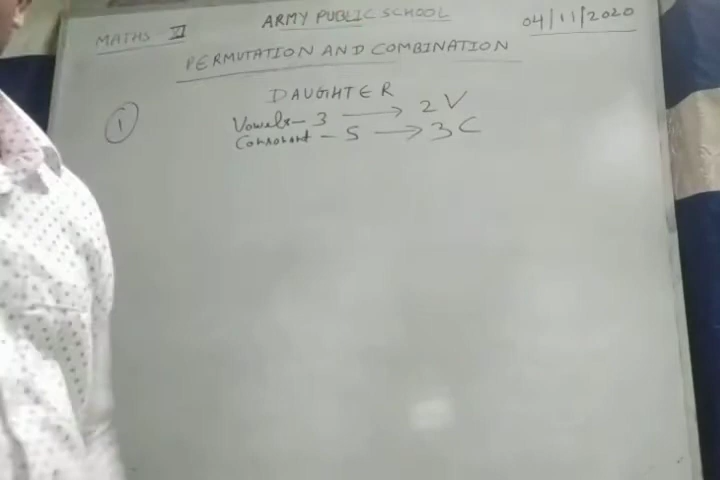 ARMY PUBLIC SCHOOL
MATHS XI
04/11/2020
PERMUTATION AND COMBINATION
① DAUGHTER
Vowels - 3 → 2 V
Consonant - 5 → 3 C